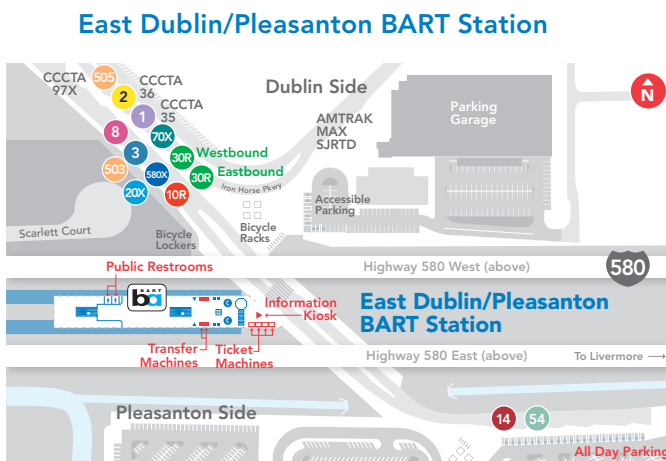 East Dublin/Pleasanton BART Station
CCCTA
97X
505
CCCTA
36
2
CCCTA
35
1
8
70X
3
30R
Westbound
503
580X
30R
Eastbound
20X
10R
Iron Horse Pkwy
Dublin Side
AMTRAK
MAX
SJRTD
Parking
Garage
N
Accessible
Parking
Scarlett Court
Bicycle
Lockers
Bicycle
Racks
Public Restrooms
Highway 580 West (above)
580
BART
ba
Information
Kiosk
East Dublin/Pleasanton
BART Station
Transfer
Machines
Ticket
Machines
Highway 580 East (above)
To Livermore
Pleasanton Side
14
54
All Day Parking